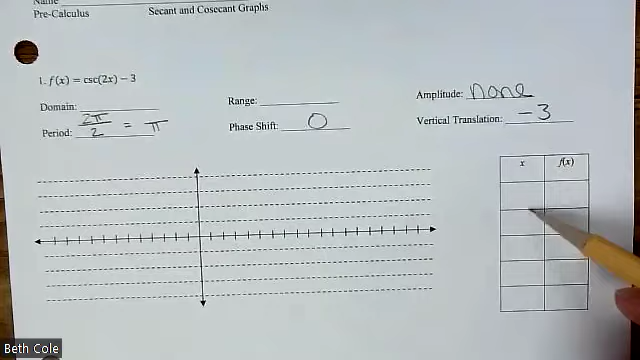 Name
Pre-Calculus Secant and Cosecant Graphs
1. f(x) = csc(2x) − 3
Domain: Range: Amplitude: none
Period: 2π/2 = π Phase Shift: 0 Vertical Translation: −3
x f(x)
Beth Cole